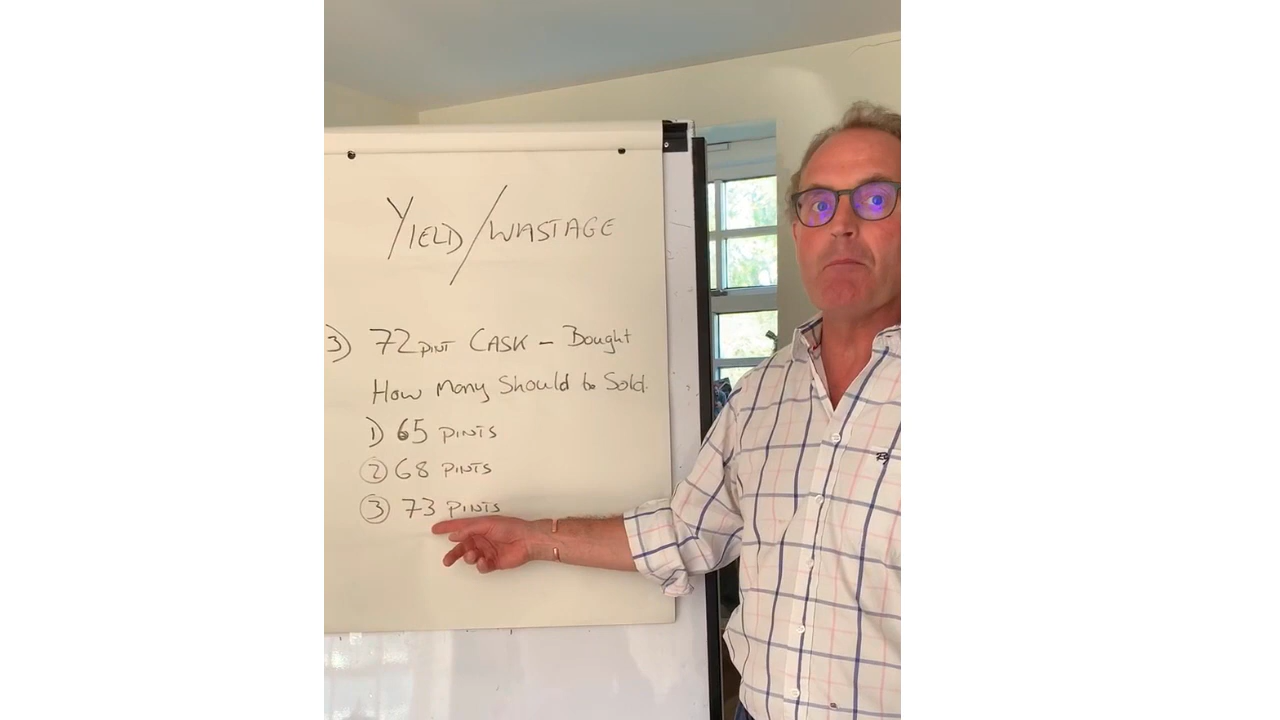 YIELD/WASTAGE
3) 72 PINT CASK - Bought
How Many Should be Sold.
1) 65 PINTS
2 68 PINTS
3 73 PINTS